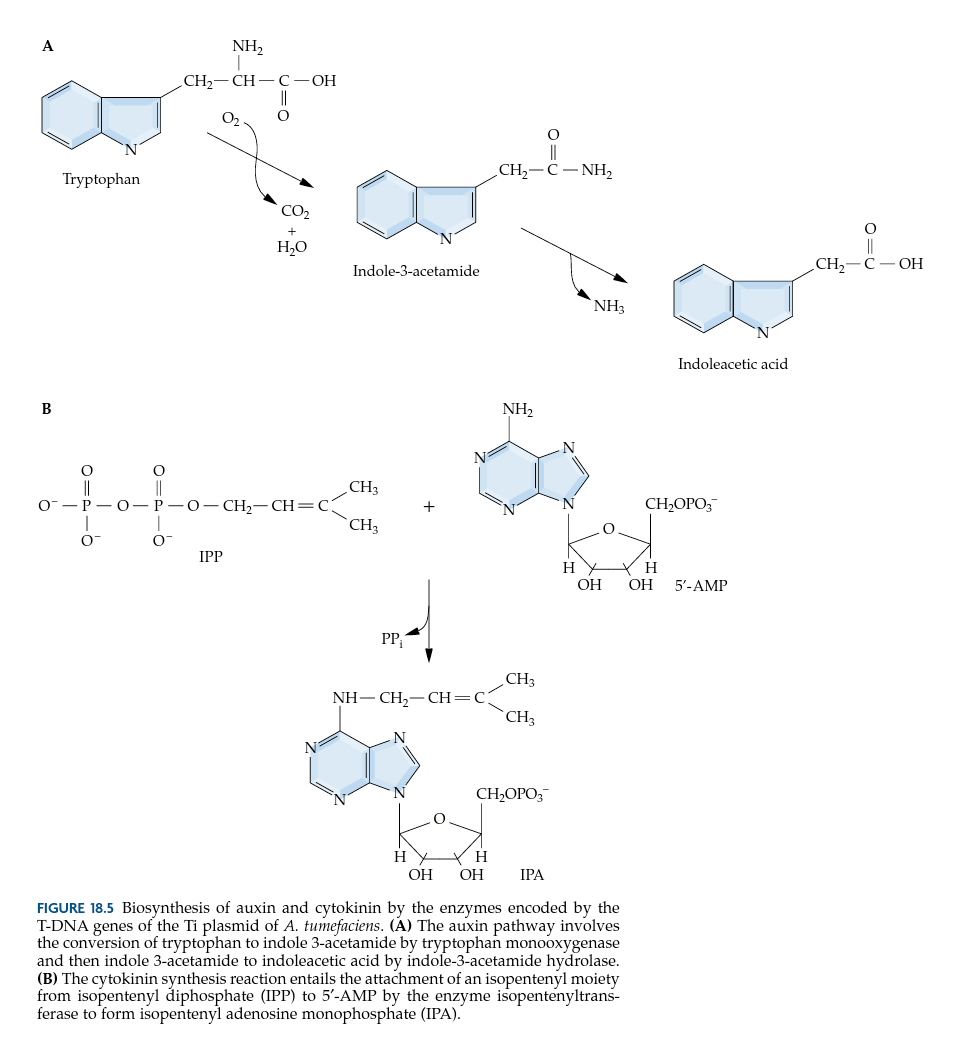 A
NH₂
CH₂—CH—C—OH
O
O₂
N
Tryptophan
CO₂
+
H₂O
O
CH₂—C—NH₂
N
Indole-3-acetamide
NH₃
O
CH₂—C—OH
N
Indoleacetic acid
B
O O
O⁻—P—O—P—O—CH₂—CH=C
CH₃
CH₃
O⁻ O⁻
IPP
+
NH₂
N
N
N
N
CH₂OPO₃⁻
O
H H
OH OH
5′-AMP
PPᵢ
NH—CH₂—CH=C
CH₃
CH₃
N
N
N
N
CH₂OPO₃⁻
O
H H
OH OH
IPA
FIGURE 18.5 Biosynthesis of auxin and cytokinin by the enzymes encoded by the
T-DNA genes of the Ti plasmid of A. tumefaciens. (A) The auxin pathway involves
the conversion of tryptophan to indole 3-acetamide by tryptophan monooxygenase
and then indole 3-acetamide to indoleacetic acid by indole-3-acetamide hydrolase.
(B) The cytokinin synthesis reaction entails the attachment of an isopentenyl moiety
from isopentenyl diphosphate (IPP) to 5′-AMP by the enzyme isopentenyltrans-
ferase to form isopentenyl adenosine monophosphate (IPA).